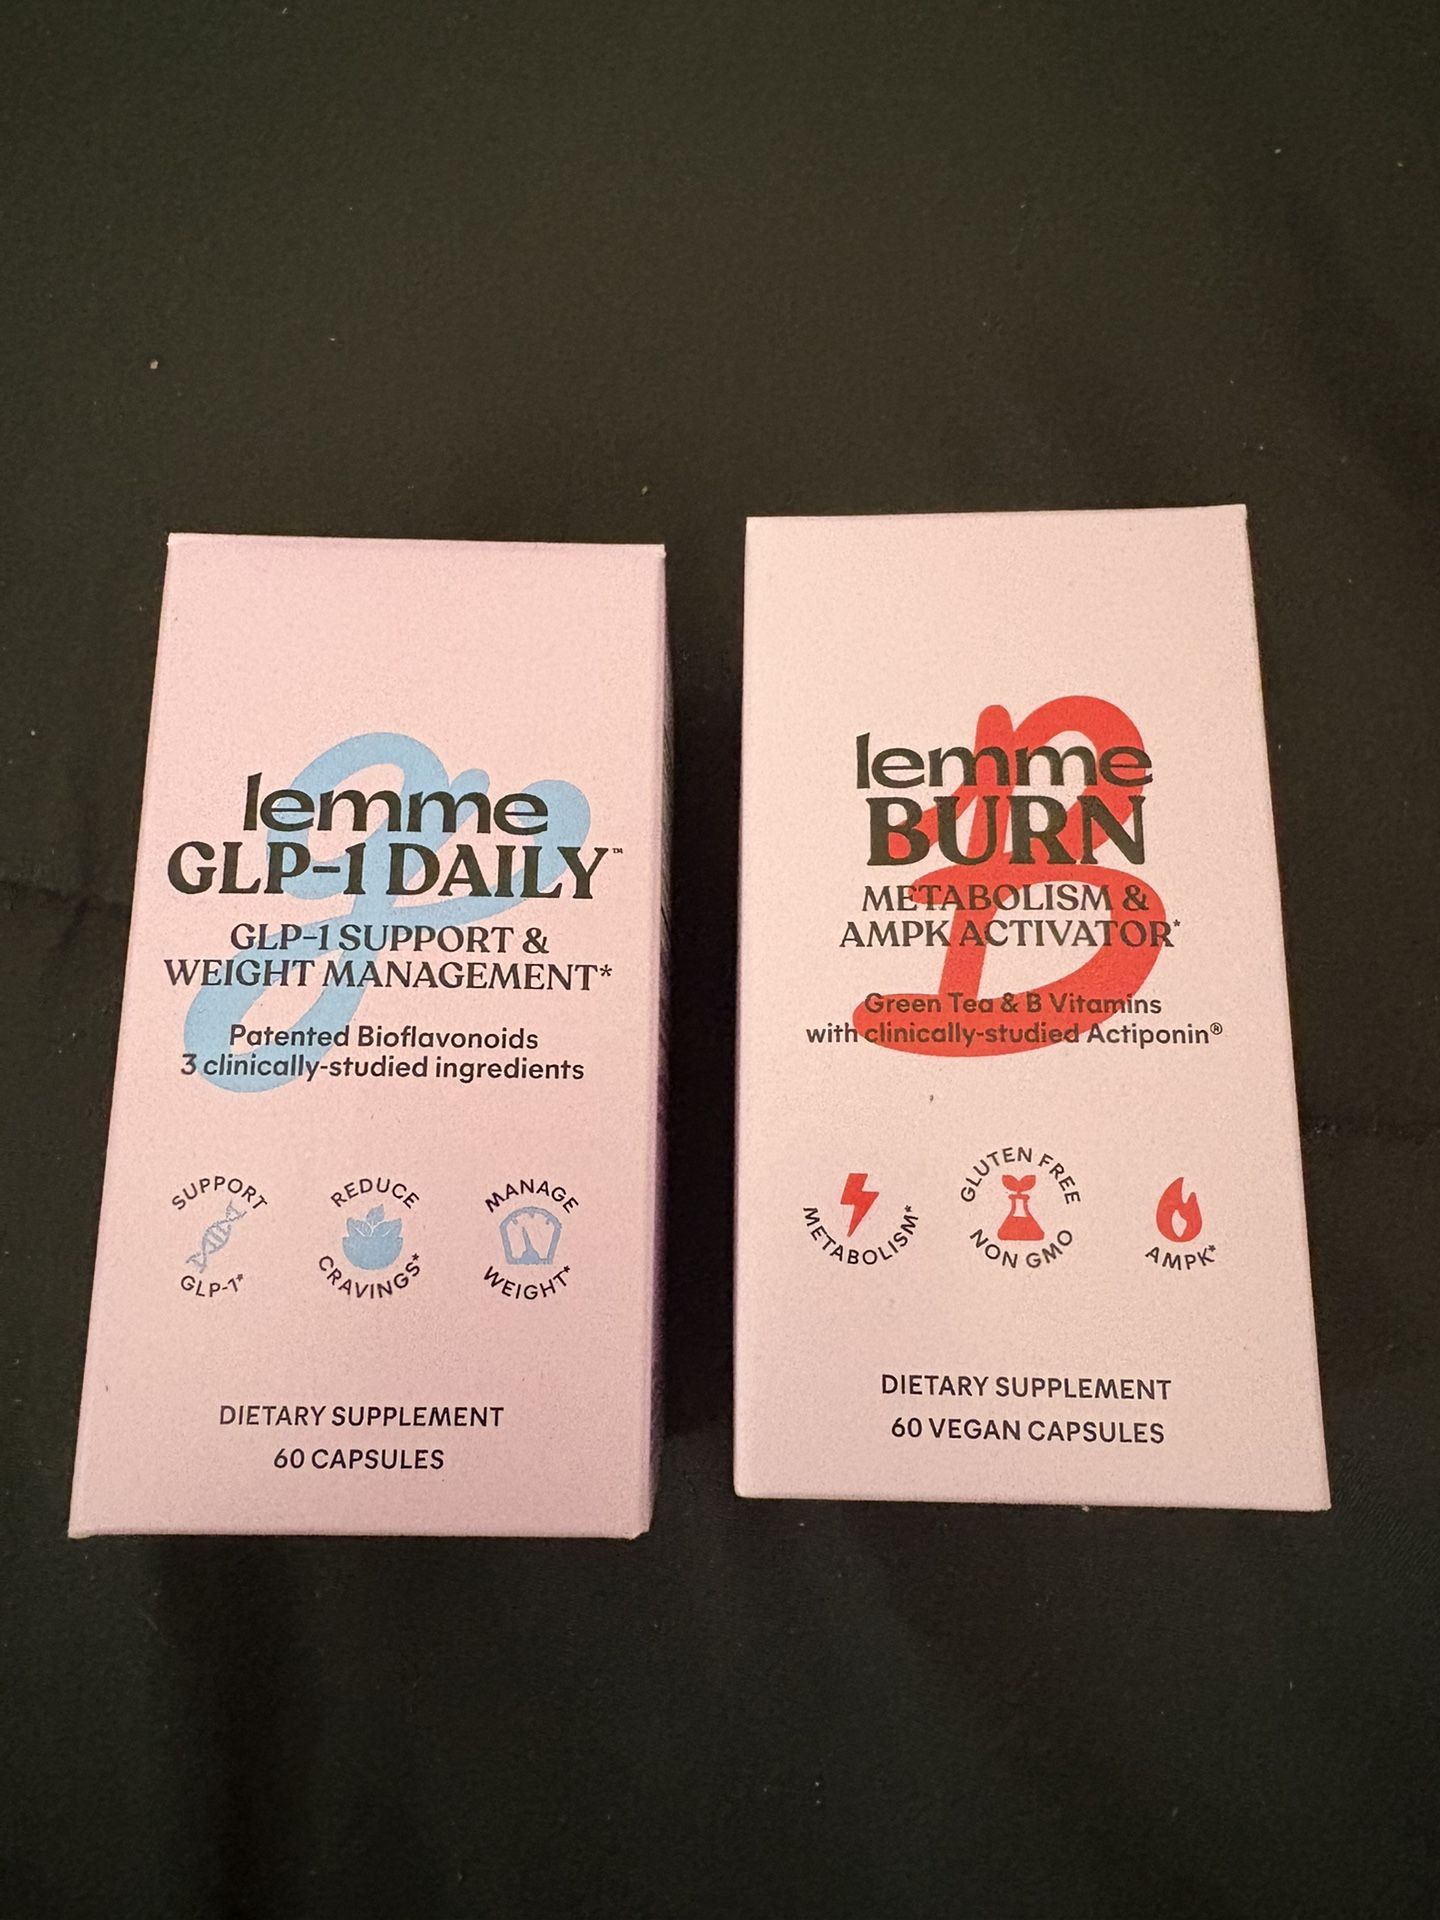 lemme
GLP-1 DAILY™
GLP-1 SUPPORT &
WEIGHT MANAGEMENT*
Patented Bioflavonoids
3 clinically-studied ingredients
SUPPORT
GLP-1*
REDUCE
CRAVINGS*
MANAGE
WEIGHT*
DIETARY SUPPLEMENT
60 CAPSULES
lemme
BURN
METABOLISM &
AMPK ACTIVATOR*
Green Tea & B Vitamins
with clinically-studied Actiponin®
METABOLISM*
GLUTEN FREE
NON GMO
AMPK*
DIETARY SUPPLEMENT
60 VEGAN CAPSULES